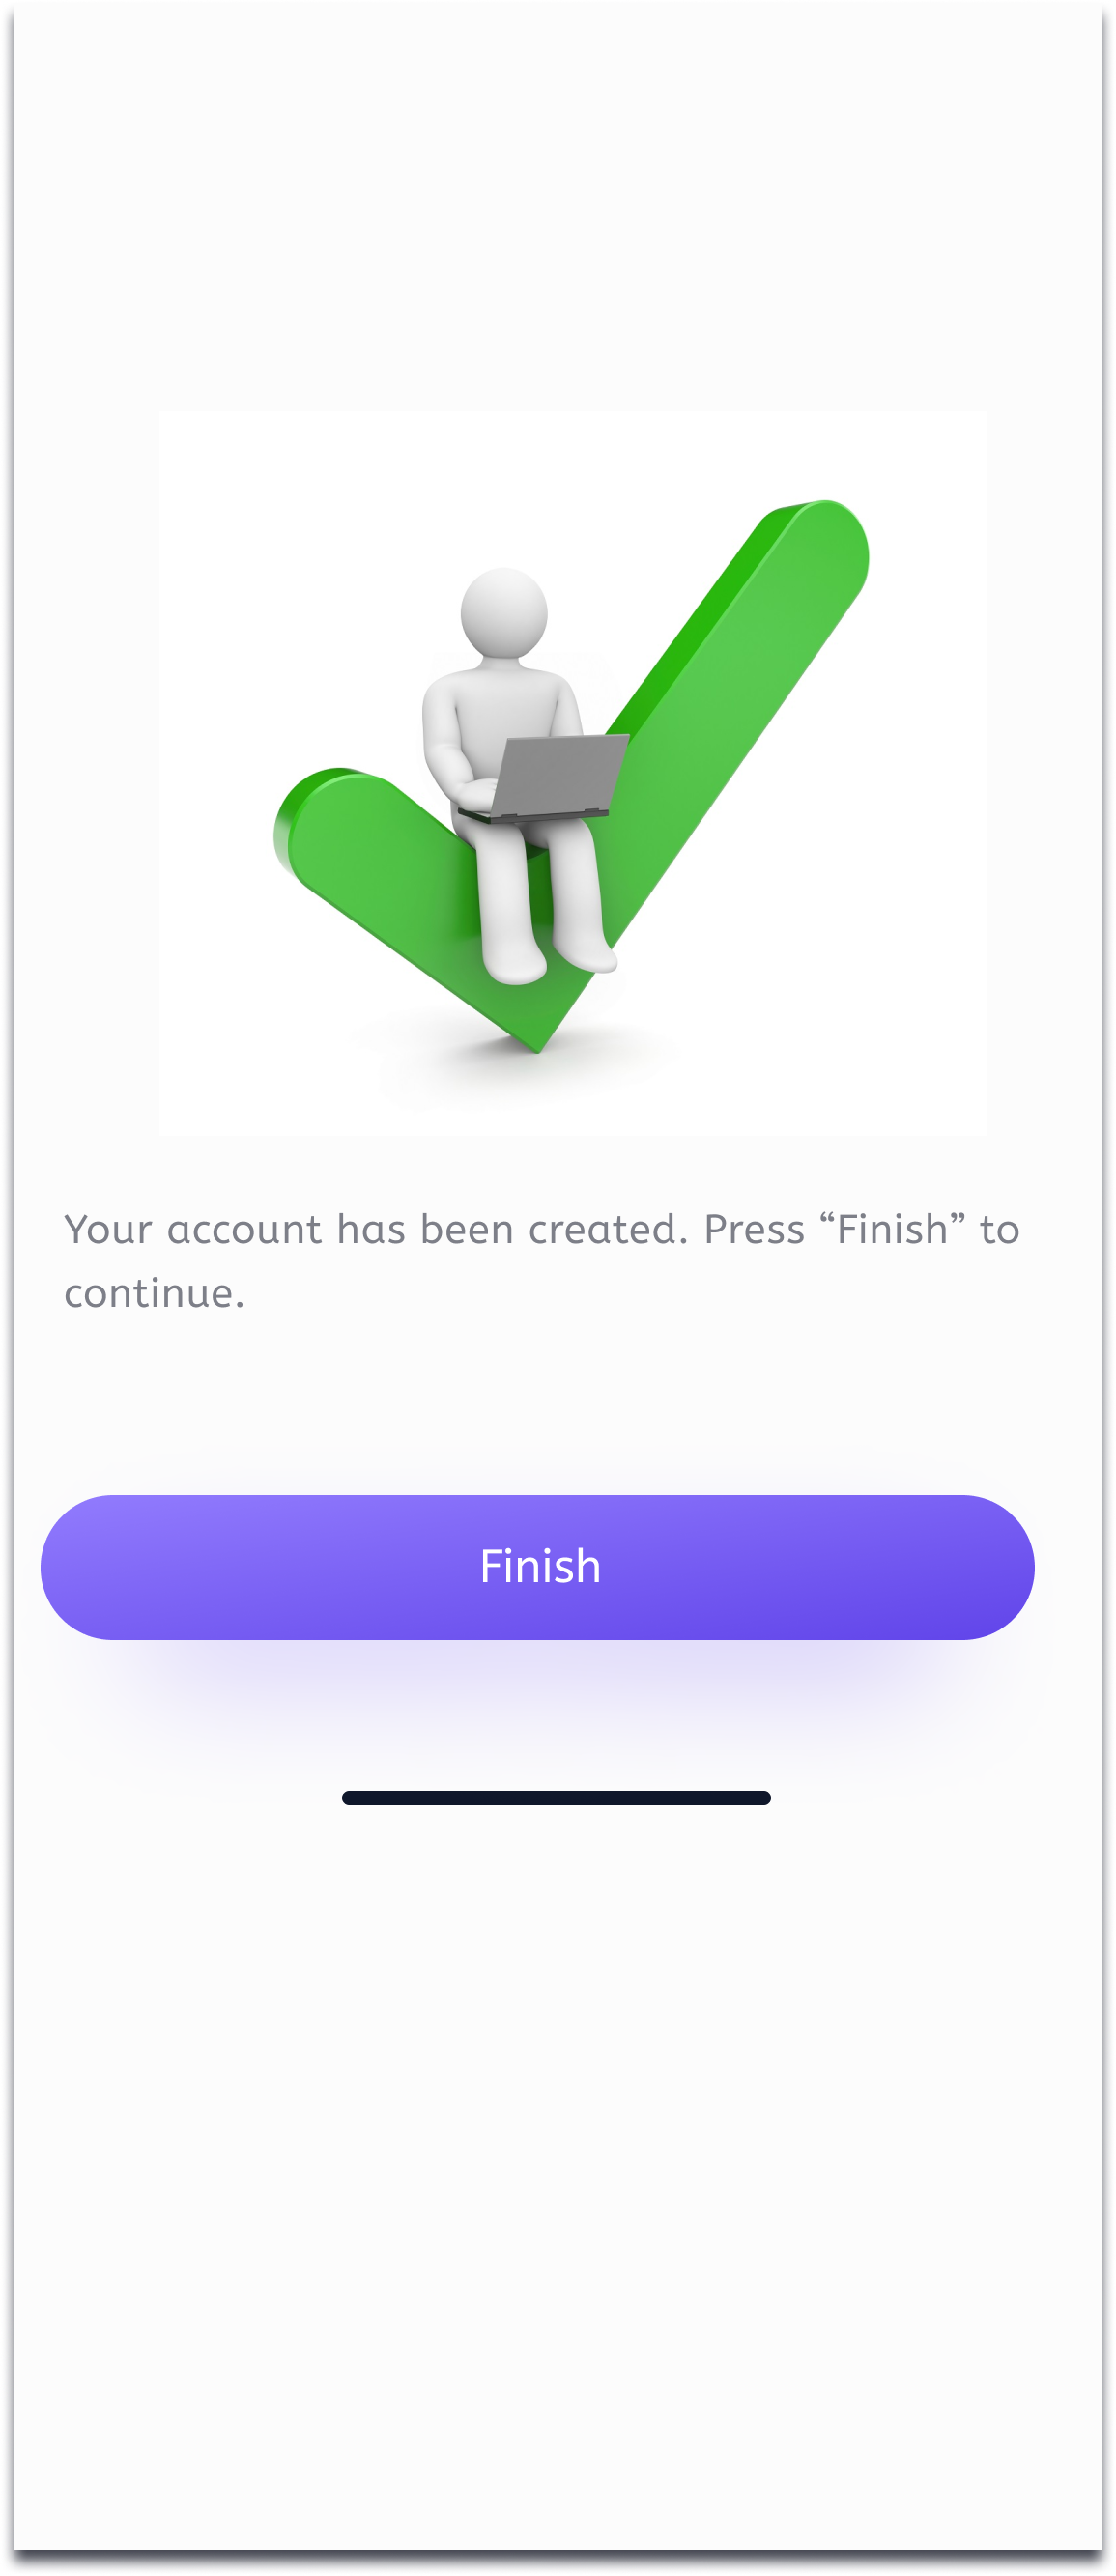 Your account has been created. Press “Finish” to
continue.
Finish